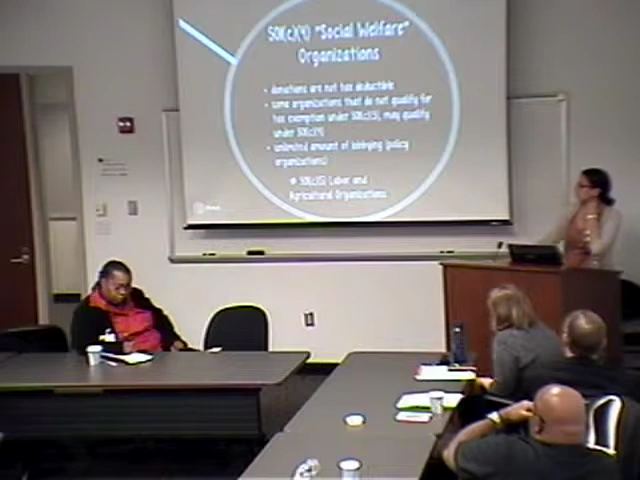 501(c)(4) "Social Welfare"
Organizations
• donations are not tax deductible
• some organizations that do not qualify for
tax exemption under 501(c)(3), may qualify
under 501(c)(4)
• unlimited amount of lobbying (policy
organizations)
501(c)(5) Labor and
Agricultural Organizations